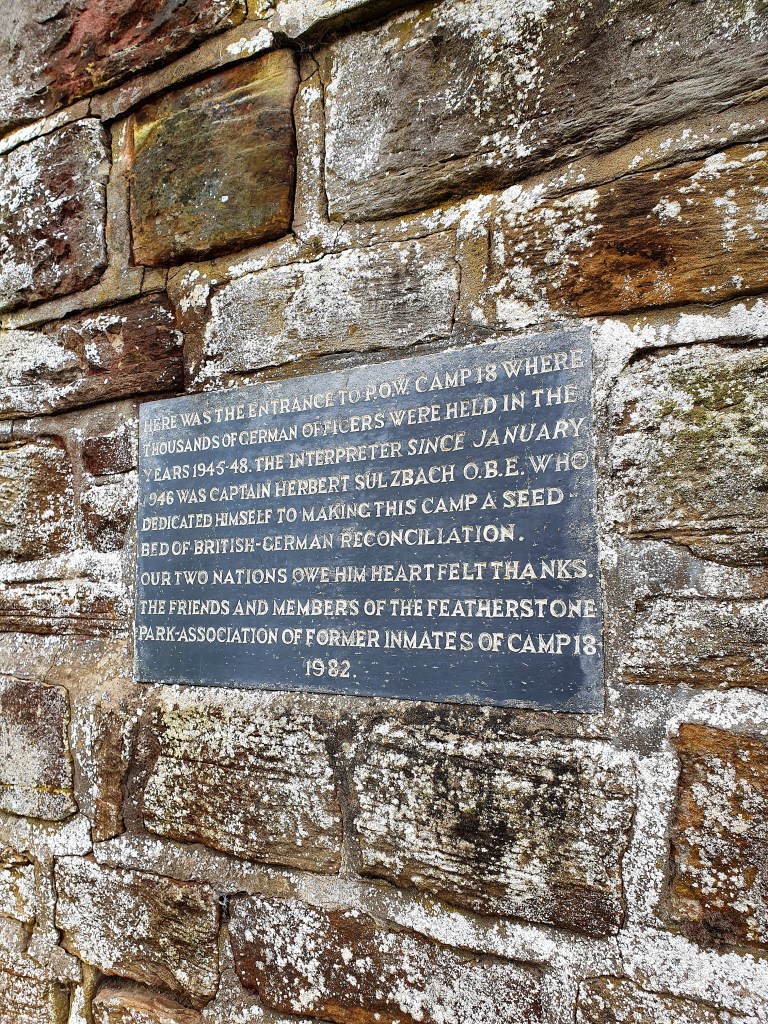 HERE WAS THE ENTRANCE TO P.O.W. CAMP 18 WHERE
THOUSANDS OF GERMAN OFFICERS WERE HELD IN THE
YEARS 1945-48. THE INTERPRETER SINCE JANUARY
1946 WAS CAPTAIN HERBERT SULZBACH O.B.E. WHO
DEDICATED HIMSELF TO MAKING THIS CAMP A SEED-
BED OF BRITISH-GERMAN RECONCILIATION.
OUR TWO NATIONS OWE HIM HEARTFELT THANKS.
THE FRIENDS AND MEMBERS OF THE FEATHERSTONE
PARK-ASSOCIATION OF FORMER INMATES OF CAMP 18
1982.